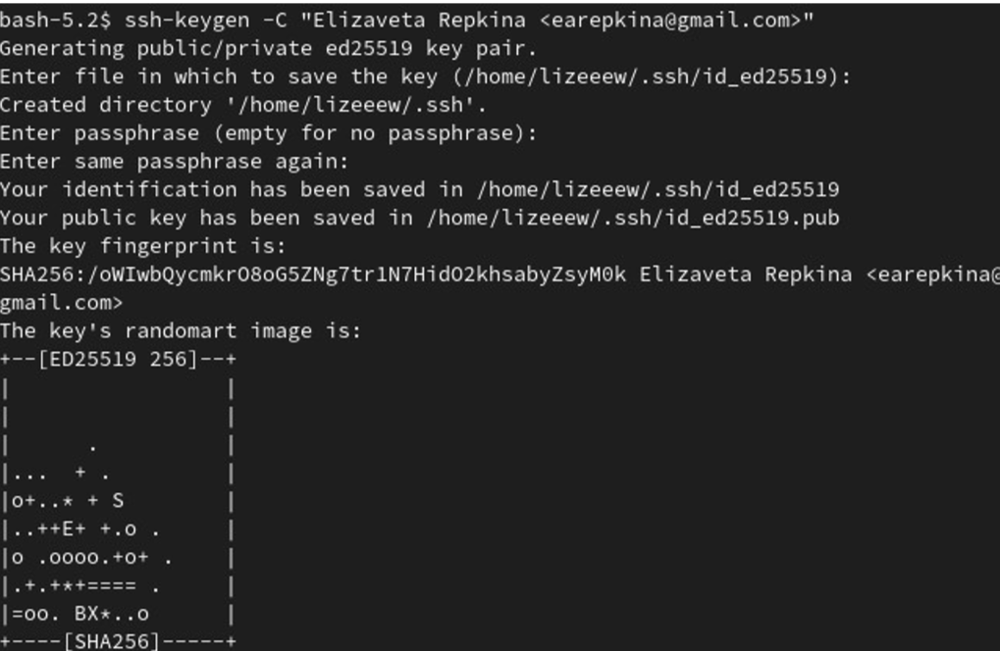 bash-5.2$ ssh-keygen -C "Elizaveta Repkina <earepkina@gmail.com>"
Generating public/private ed25519 key pair.
Enter file in which to save the key (/home/lizeeew/.ssh/id_ed25519):
Created directory '/home/lizeeew/.ssh'.
Enter passphrase (empty for no passphrase):
Enter same passphrase again:
Your identification has been saved in /home/lizeeew/.ssh/id_ed25519
Your public key has been saved in /home/lizeeew/.ssh/id_ed25519.pub
The key fingerprint is:
SHA256:/oWIwbQycmkrO8oG5ZNg7tr1N7HidO2khsabyZsyM0k Elizaveta Repkina <earepkina@
gmail.com>
The key's randomart image is:
+--[ED25519 256]--+
|                 |
|                 |
|      .          |
|...  + .         |
|o+..* + S        |
|..++E+ +.o .     |
|o .oooo.+o+ .    |
|.+.+*+==== .     |
|=oo. BX*..o      |
+----[SHA256]-----+